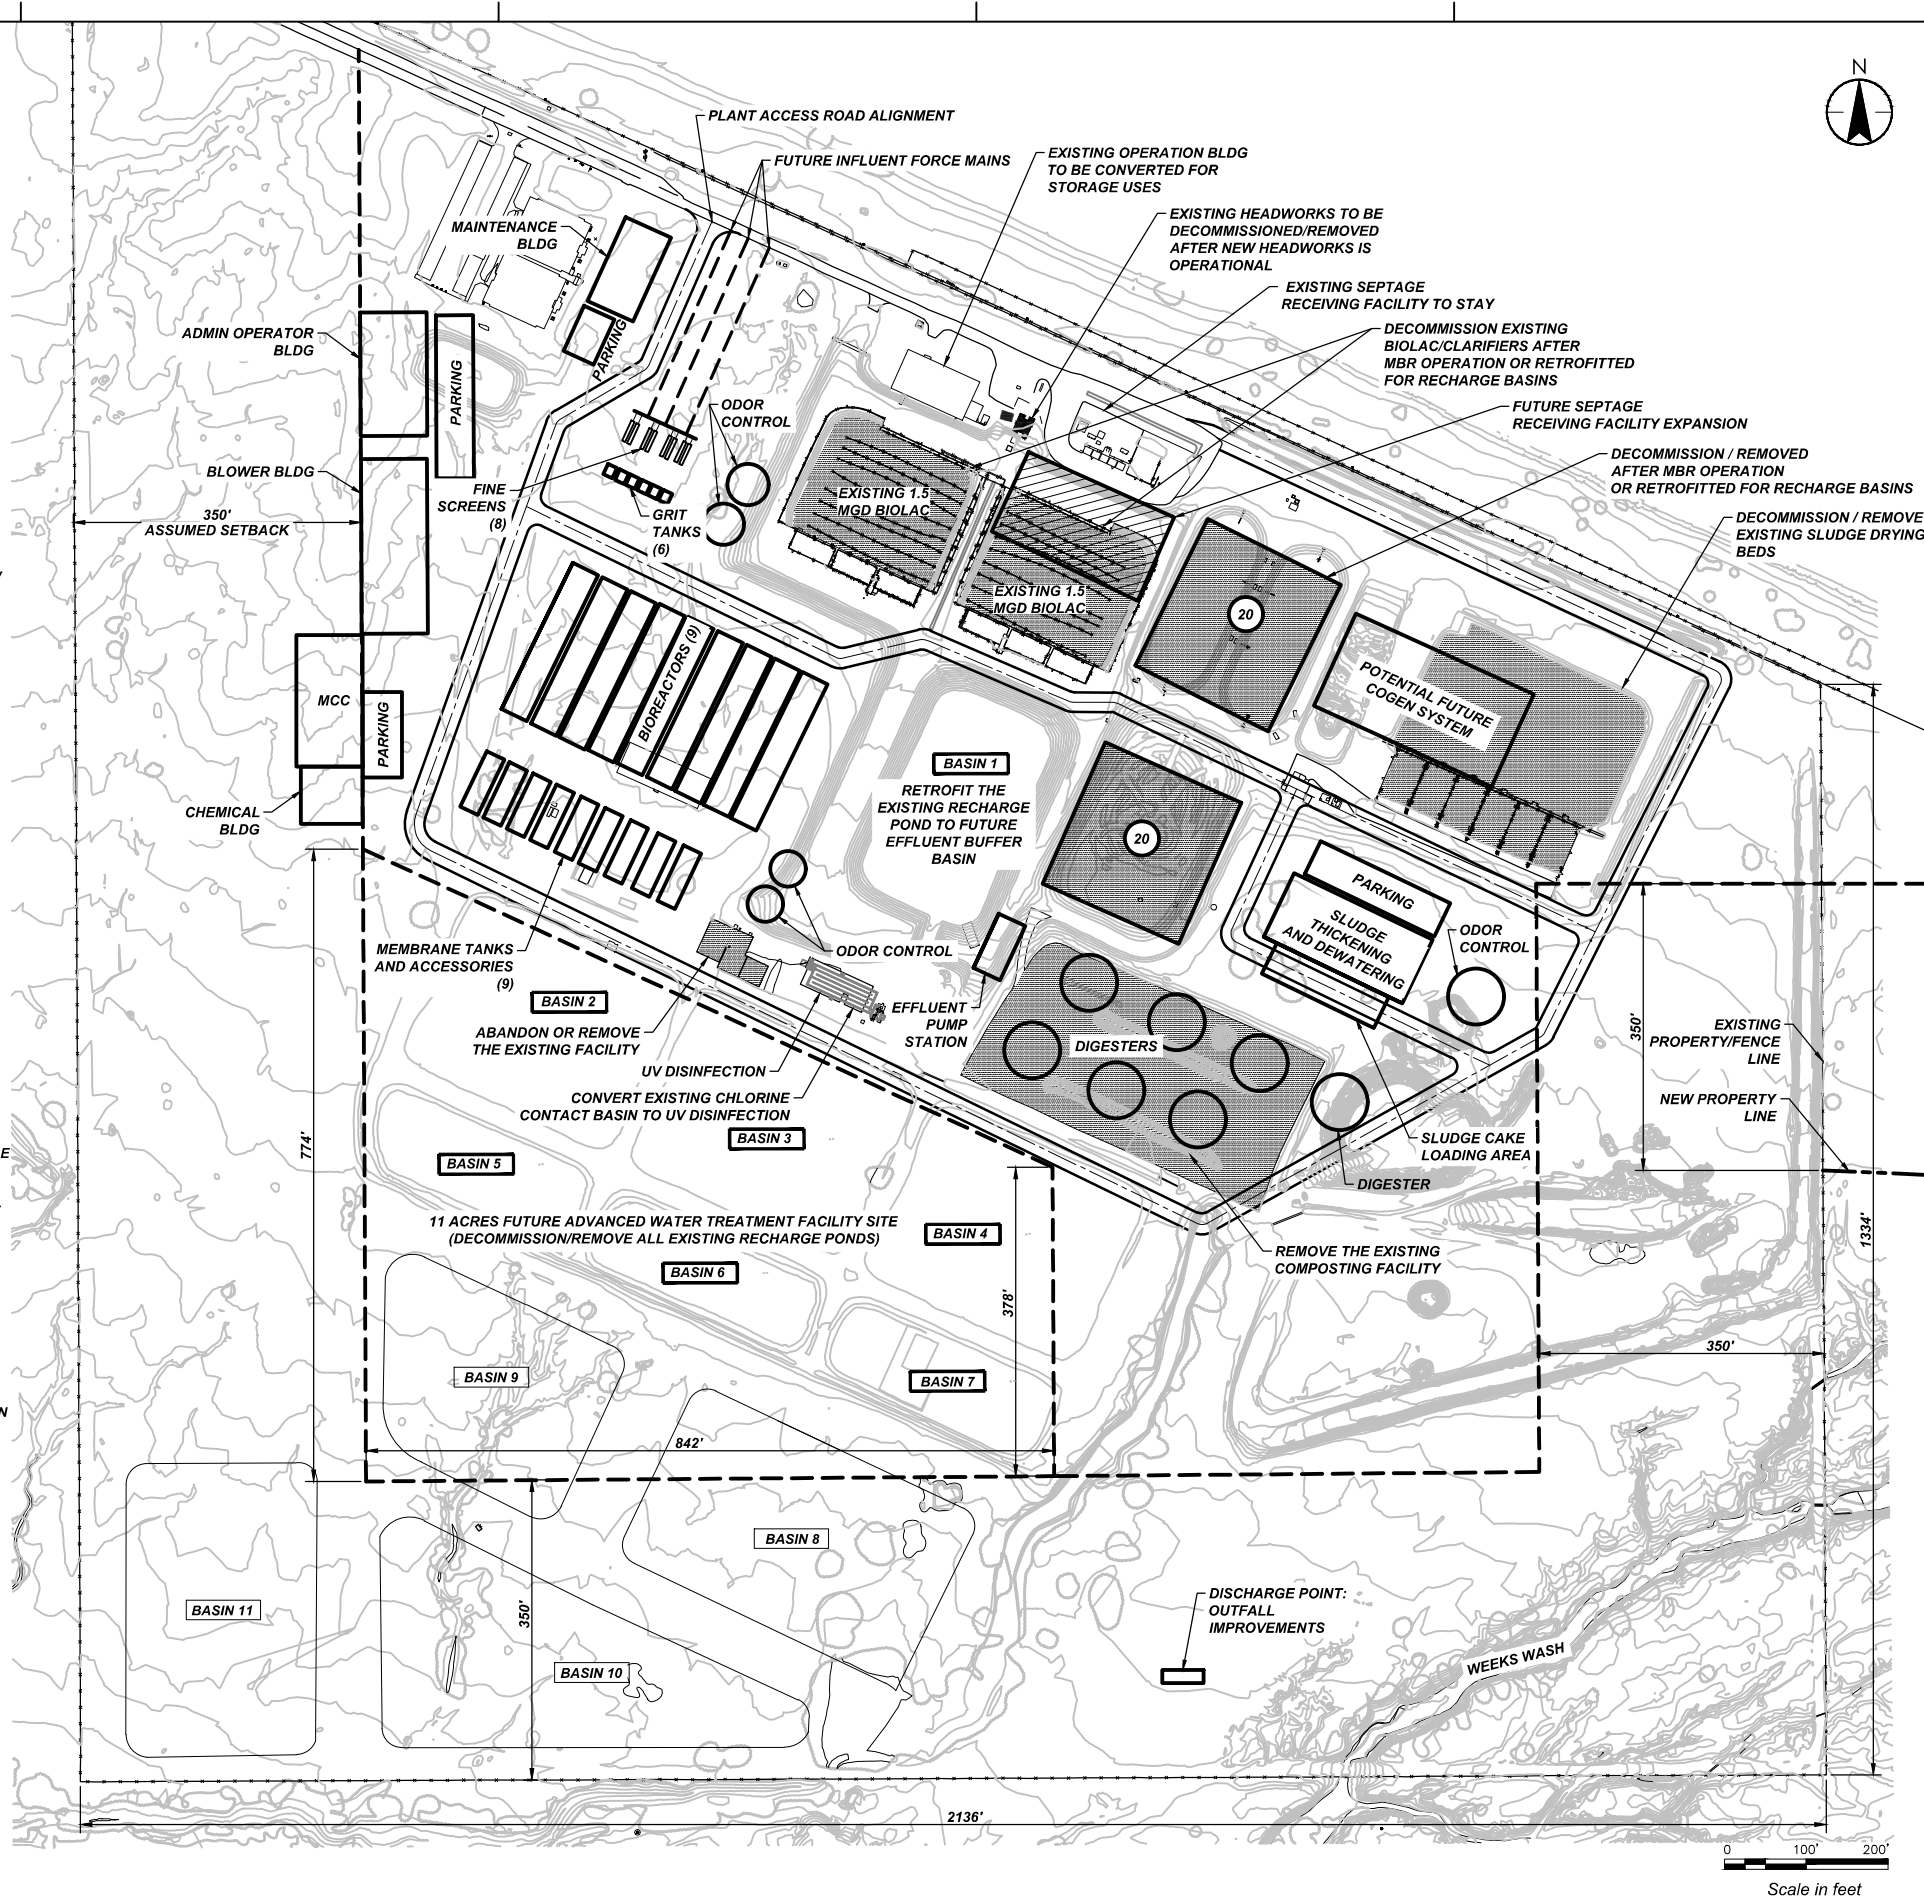 N
PLANT ACCESS ROAD ALIGNMENT
FUTURE INFLUENT FORCE MAINS
EXISTING OPERATION BLDG
TO BE CONVERTED FOR
STORAGE USES
EXISTING HEADWORKS TO BE
DECOMMISSIONED/REMOVED
AFTER NEW HEADWORKS IS
OPERATIONAL
MAINTENANCE
BLDG
EXISTING SEPTAGE
RECEIVING FACILITY TO STAY
ADMIN OPERATOR
BLDG
PARKING
PARKING
DECOMMISSION EXISTING
BIOLAC/CLARIFIERS AFTER
MBR OPERATION OR RETROFITTED
FOR RECHARGE BASINS
ODOR
CONTROL
FUTURE SEPTAGE
RECEIVING FACILITY EXPANSION
DECOMMISSION / REMOVED
AFTER MBR OPERATION
OR RETROFITTED FOR RECHARGE BASINS
BLOWER BLDG
FINE
SCREENS
(8)
EXISTING 1.5
MGD BIOLAC
GRIT
TANKS
(6)
350'
ASSUMED SETBACK
DECOMMISSION / REMOVE
EXISTING SLUDGE DRYING
BEDS
EXISTING 1.5
MGD BIOLAC
20
BIOREACTORS (9)
POTENTIAL FUTURE
COGEN SYSTEM
MCC
PARKING
BASIN 1
RETROFIT THE
EXISTING RECHARGE
POND TO FUTURE
EFFLUENT BUFFER
BASIN
CHEMICAL
BLDG
20
PARKING
SLUDGE
THICKENING
AND DEWATERING
ODOR
CONTROL
MEMBRANE TANKS
AND ACCESSORIES
(9)
ODOR CONTROL
BASIN 2
EFFLUENT
PUMP
STATION
ABANDON OR REMOVE
THE EXISTING FACILITY
DIGESTERS
350'
EXISTING
PROPERTY/FENCE
LINE
UV DISINFECTION
CONVERT EXISTING CHLORINE
CONTACT BASIN TO UV DISINFECTION
NEW PROPERTY
LINE
BASIN 3
SLUDGE CAKE
LOADING AREA
774'
E
BASIN 5
DIGESTER
11 ACRES FUTURE ADVANCED WATER TREATMENT FACILITY SITE
(DECOMMISSION/REMOVE ALL EXISTING RECHARGE PONDS)
BASIN 4
1334'
REMOVE THE EXISTING
COMPOSTING FACILITY
BASIN 6
378'
350'
BASIN 9
BASIN 7
N
842'
BASIN 8
350'
BASIN 11
DISCHARGE POINT:
OUTFALL
IMPROVEMENTS
WEEKS WASH
BASIN 10
2136'
0 100' 200'
Scale in feet